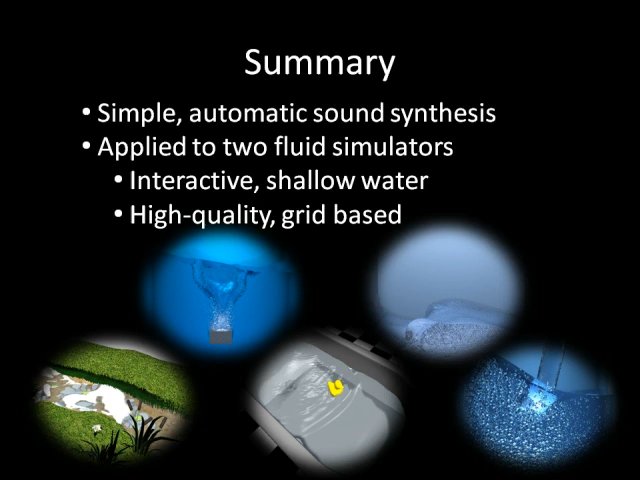 Summary
• Simple, automatic sound synthesis
• Applied to two fluid simulators
• Interactive, shallow water
• High-quality, grid based